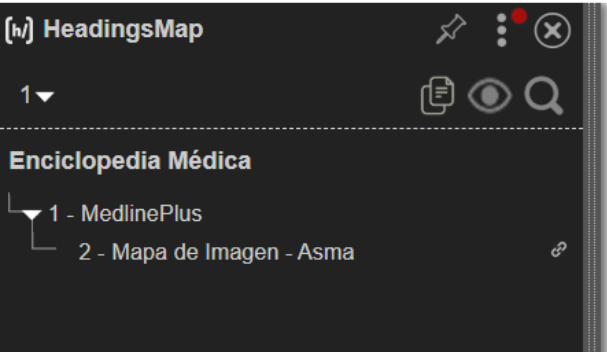 [h/] HeadingsMap
1
Enciclopedia Médica
1 - MedlinePlus
2 - Mapa de Imagen - Asma